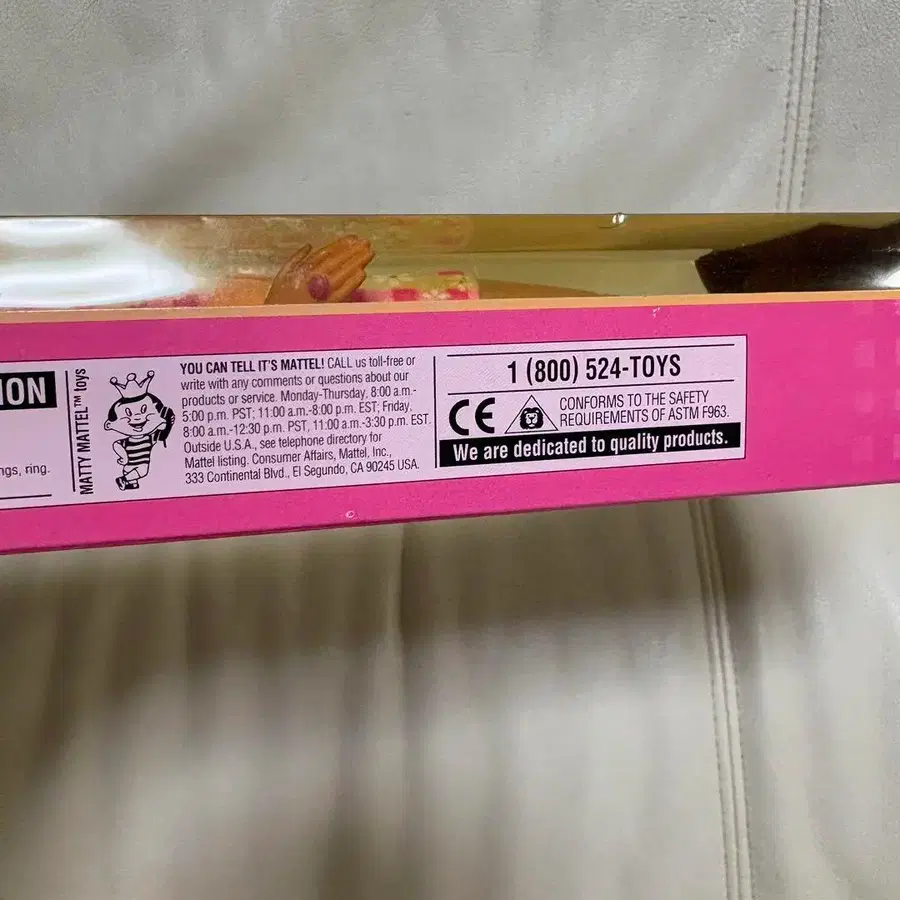 ION
ngs, ring.
MATTY MATTEL™ toys
YOU CAN TELL IT'S MATTEL! CALL us toll-free or
write with any comments or questions about our
products or service. Monday-Thursday, 8:00 a.m.-
5:00 p.m. PST; 11:00 a.m.-8:00 p.m. EST; Friday,
8:00 a.m.-12:30 p.m. PST, 11:00 a.m.-3:30 p.m. EST.
Outside U.S.A., see telephone directory for
Mattel listing. Consumer Affairs, Mattel, Inc.,
333 Continental Blvd., El Segundo, CA 90245 USA.
1 (800) 524-TOYS
CE
CONFORMS TO THE SAFETY
REQUIREMENTS OF ASTM F963.
We are dedicated to quality products.